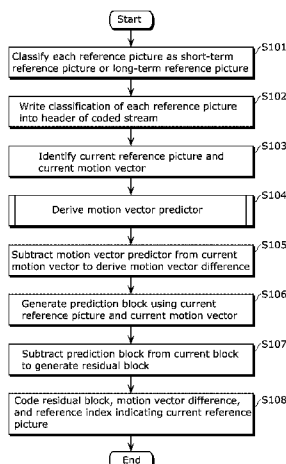 Start
S101
Classify each reference picture as short-term
reference picture or long-term reference picture
S102
Write classification of each reference picture
into header of coded stream
S103
Identify current reference picture and
current motion vector
S104
Derive motion vector predictor
S105
Subtract motion vector predictor from current
motion vector to derive motion vector difference
S106
Generate prediction block using current
reference picture and current motion vector
S107
Subtract prediction block from current block
to generate residual block
S108
Code residual block, motion vector difference,
and reference index indicating current reference
picture
End